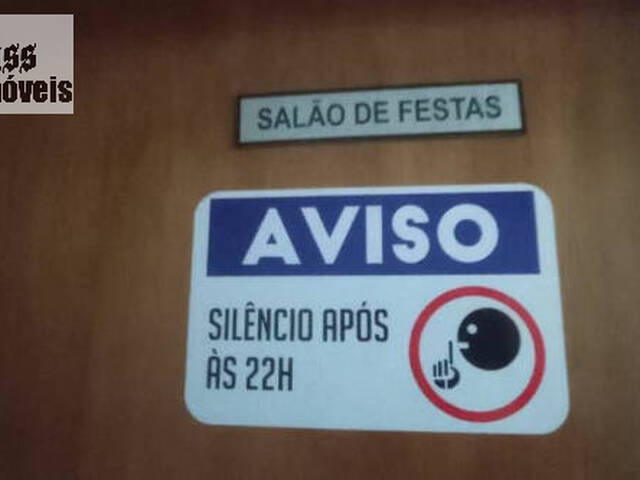 óveis
SALÃO DE FESTAS
AVISO
SILÊNCIO APÓS
ÀS 22H